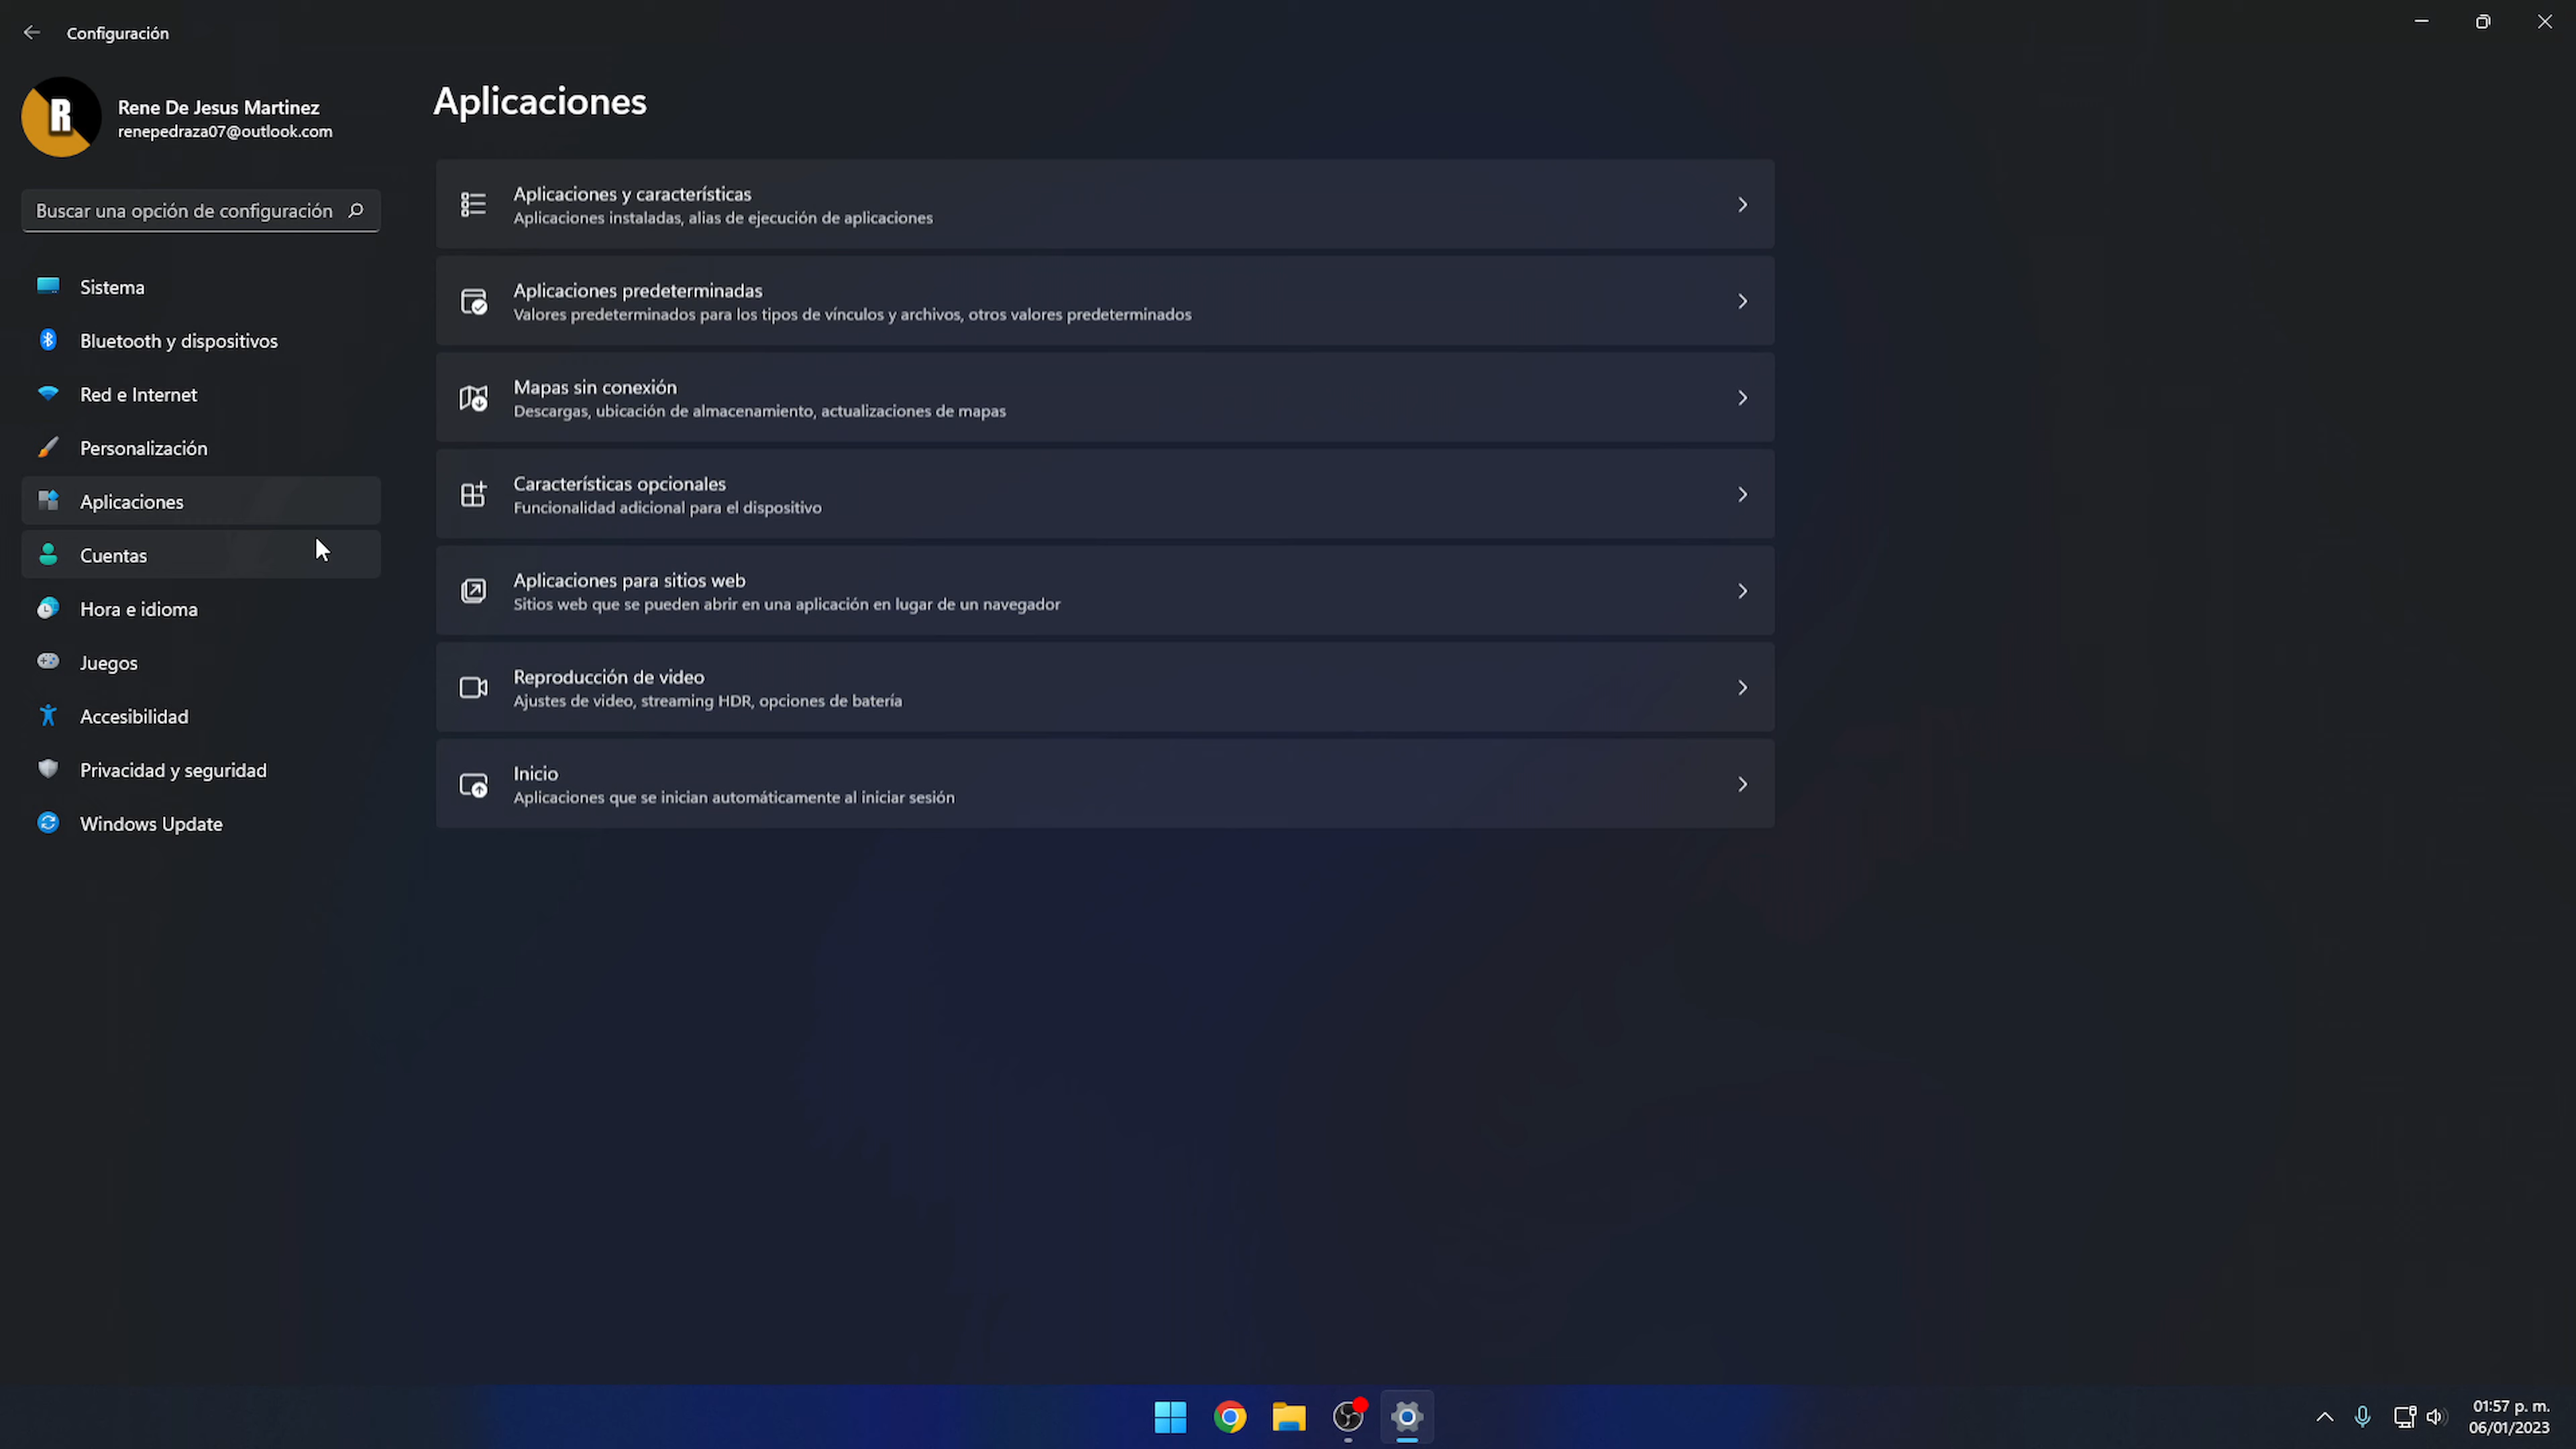 Configuración
R
Rene De Jesus Martinez
renepedraza07@outlook.com
Buscar una opción de configuración
Sistema
Bluetooth y dispositivos
Red e Internet
Personalización
Aplicaciones
Cuentas
Hora e idioma
Juegos
Accesibilidad
Privacidad y seguridad
Windows Update
Aplicaciones
Aplicaciones y características
Aplicaciones instaladas, alias de ejecución de aplicaciones
Aplicaciones predeterminadas
Valores predeterminados para los tipos de vínculos y archivos, otros valores predeterminados
Mapas sin conexión
Descargas, ubicación de almacenamiento, actualizaciones de mapas
Características opcionales
Funcionalidad adicional para el dispositivo
Aplicaciones para sitios web
Sitios web que se pueden abrir en una aplicación en lugar de un navegador
Reproducción de video
Ajustes de video, streaming HDR, opciones de batería
Inicio
Aplicaciones que se inician automáticamente al iniciar sesión
01:57 p. m.
06/01/2023